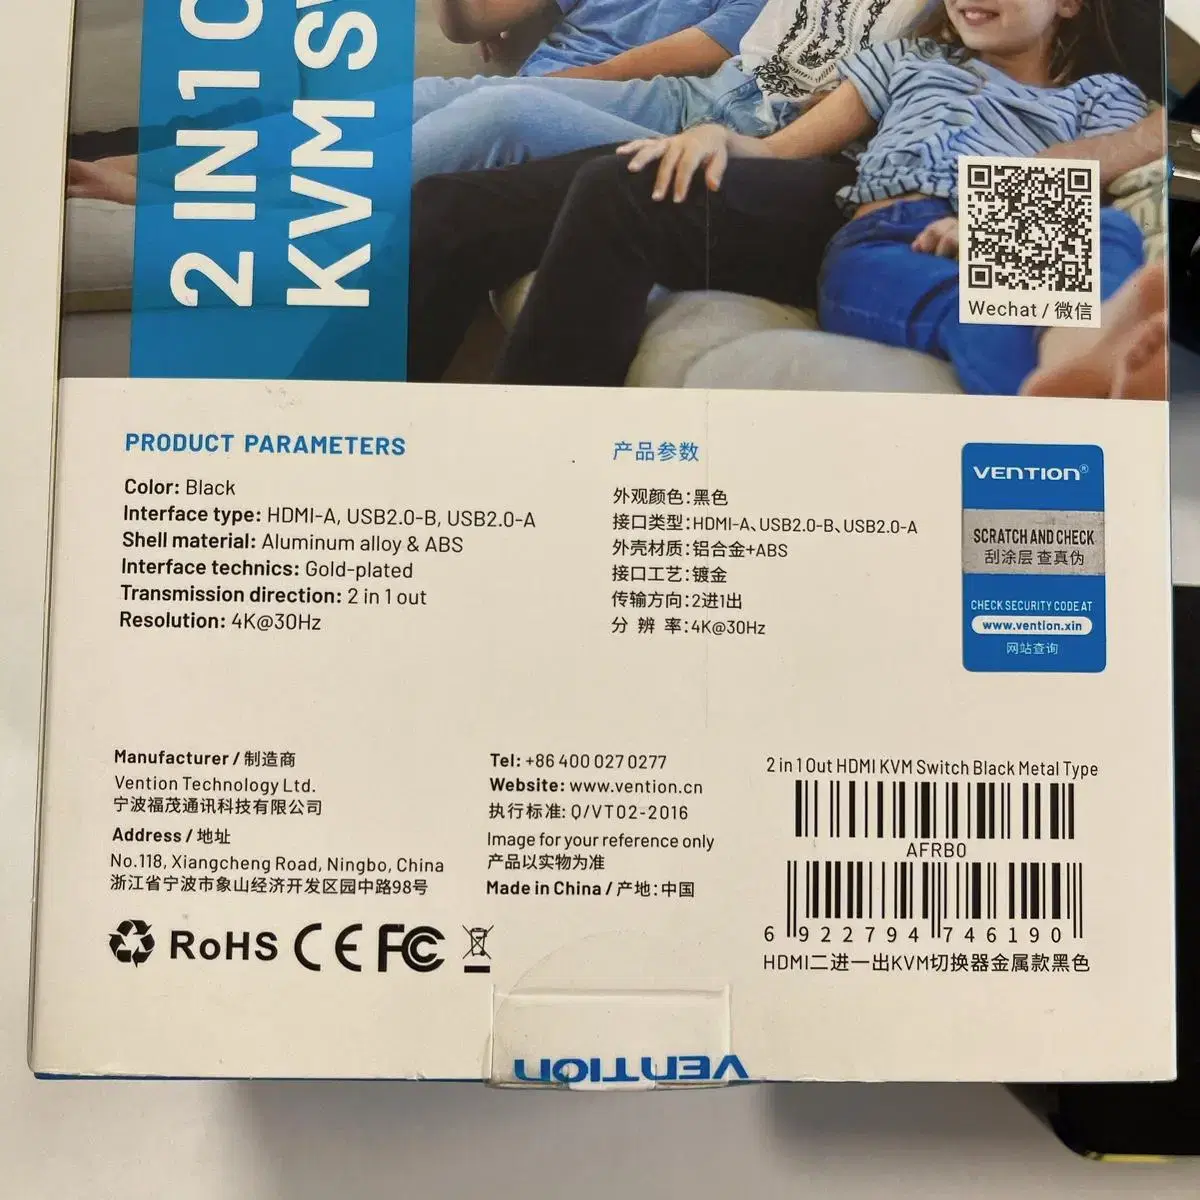 2 IN 1 O
KVM SW
Wechat / 微信
PRODUCT PARAMETERS
Color: Black
Interface type: HDMI-A, USB2.0-B, USB2.0-A
Shell material: Aluminum alloy & ABS
Interface technics: Gold-plated
Transmission direction: 2 in 1 out
Resolution: 4K@30Hz
产品参数
外观颜色:黑色
接口类型:HDMI-A、USB2.0-B、USB2.0-A
外壳材质:铝合金+ABS
接口工艺:镀金
传输方向:2进1出
分 辨 率:4K@30Hz
VENTION®
SCRATCH AND CHECK
刮涂层 查真伪
CHECK SECURITY CODE AT
www.vention.xin
网站查询
Manufacturer / 制造商
Vention Technology Ltd.
宁波福茂通讯科技有限公司
Address / 地址
No.118, Xiangcheng Road, Ningbo, China
浙江省宁波市象山经济开发区园中路98号
Tel: +86 400 027 0277
Website: www.vention.cn
执行标准: Q/VT02-2016
Image for your reference only
产品以实物为准
Made in China / 产地:中国
2 in 1 Out HDMI KVM Switch Black Metal Type
AFRB0
6 922794 746190
HDMI二进一出KVM切换器金属款黑色
RoHS CE FC
VENTION